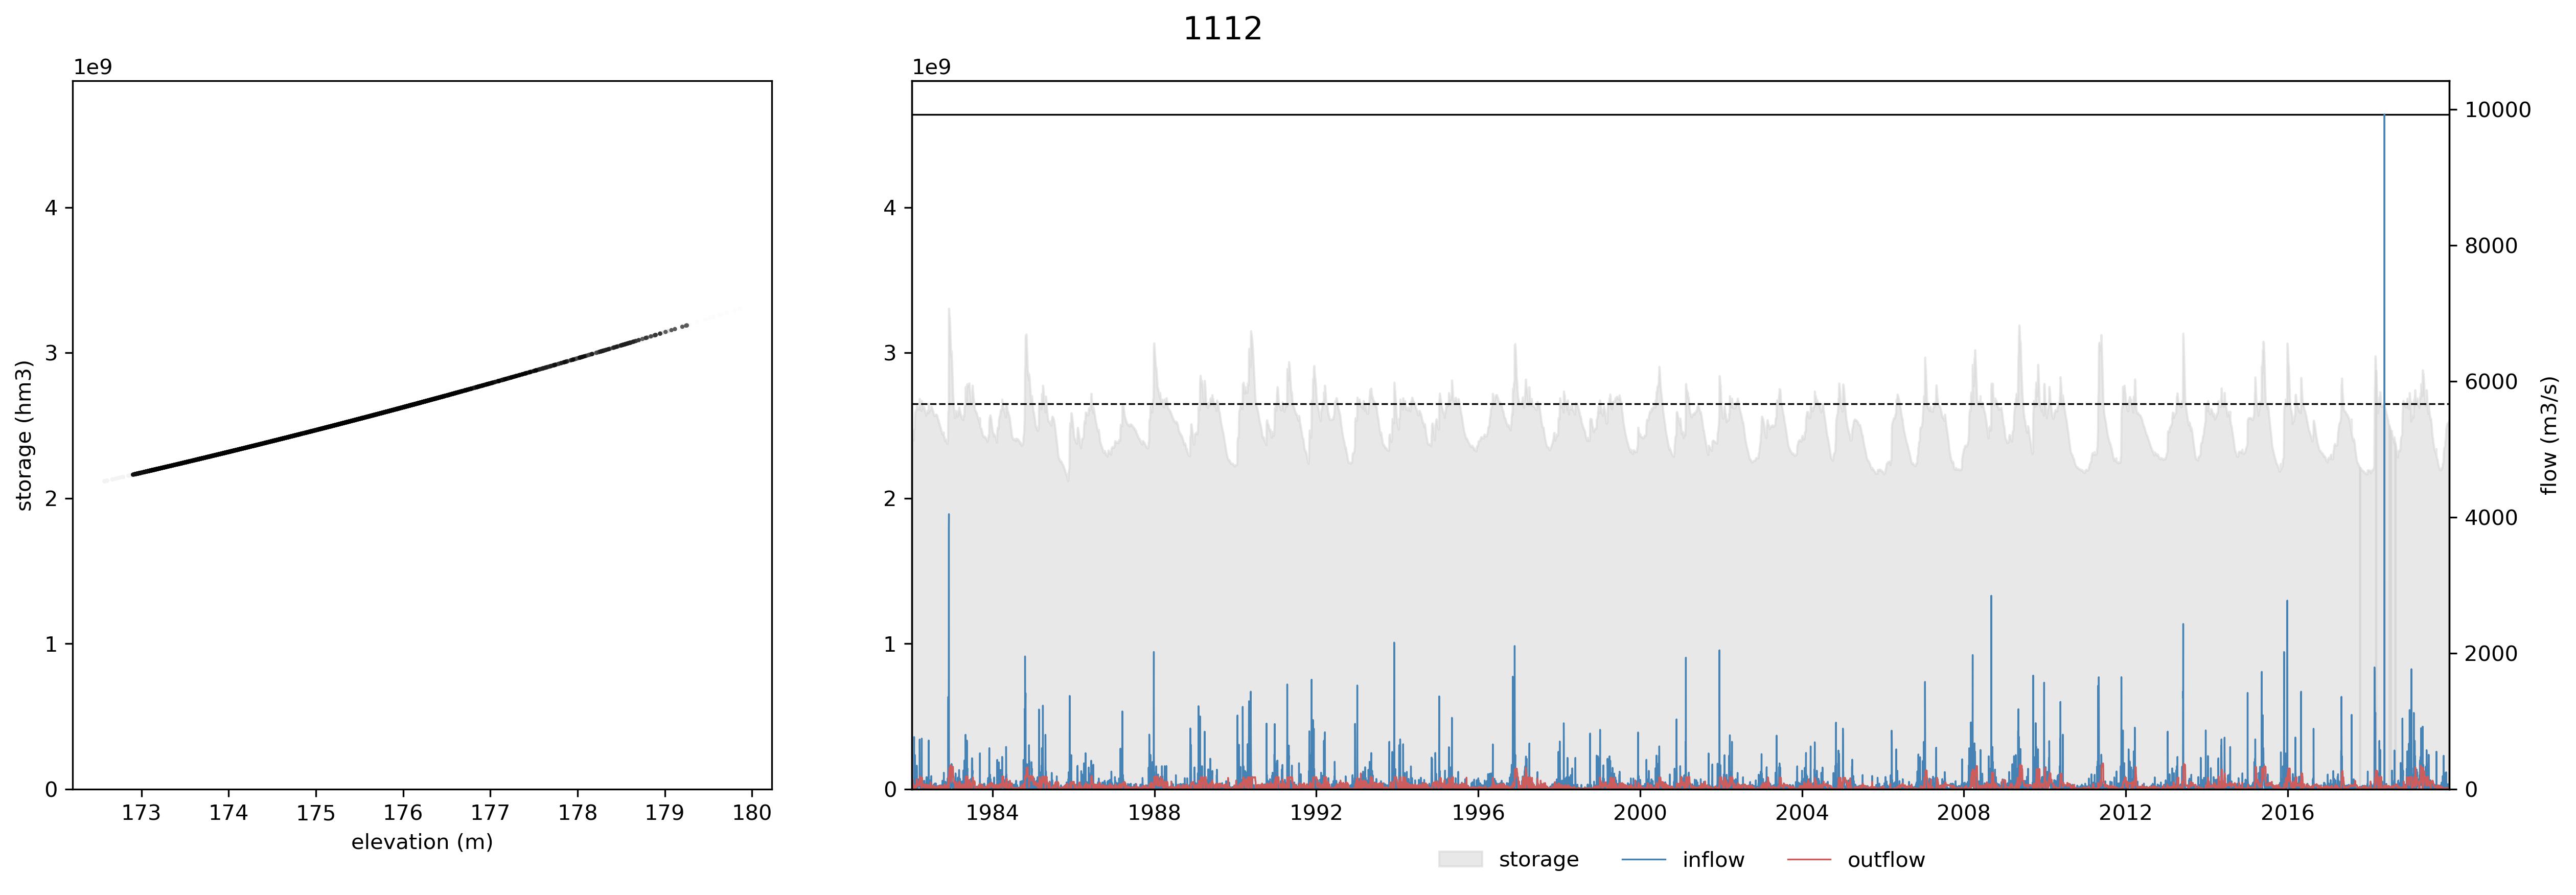 1112
1e9
4
3
2
1
0
storage (hm3)
173 174 175 176 177 178 179 180
elevation (m)
1e9
4
3
2
1
0
10000
8000
6000
4000
2000
0
flow (m3/s)
1984 1988 1992 1996 2000 2004 2008 2012 2016
storage inflow outflow